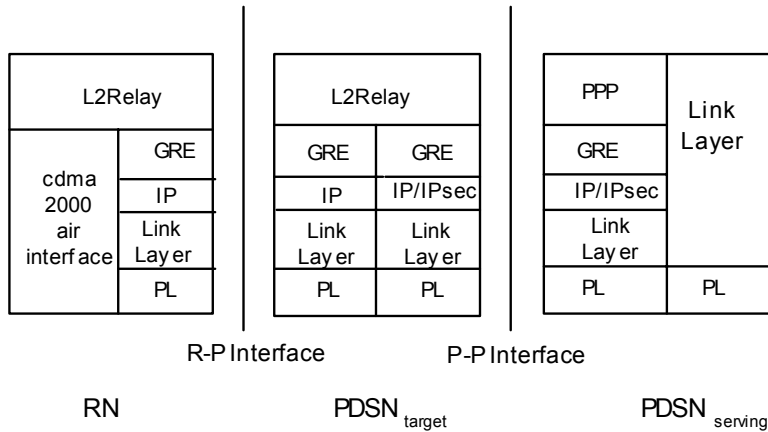 L2Relay
cdma
2000
air
interface
GRE
IP
Link
Layer
PL
L2Relay
GRE
IP
Link
Layer
PL
GRE
IP/IPsec
Link
Layer
PL
PPP
GRE
IP/IPsec
Link
Layer
PL
Link
Layer
PL
R-P Interface
P-P Interface
RN
PDSN target
PDSN serving